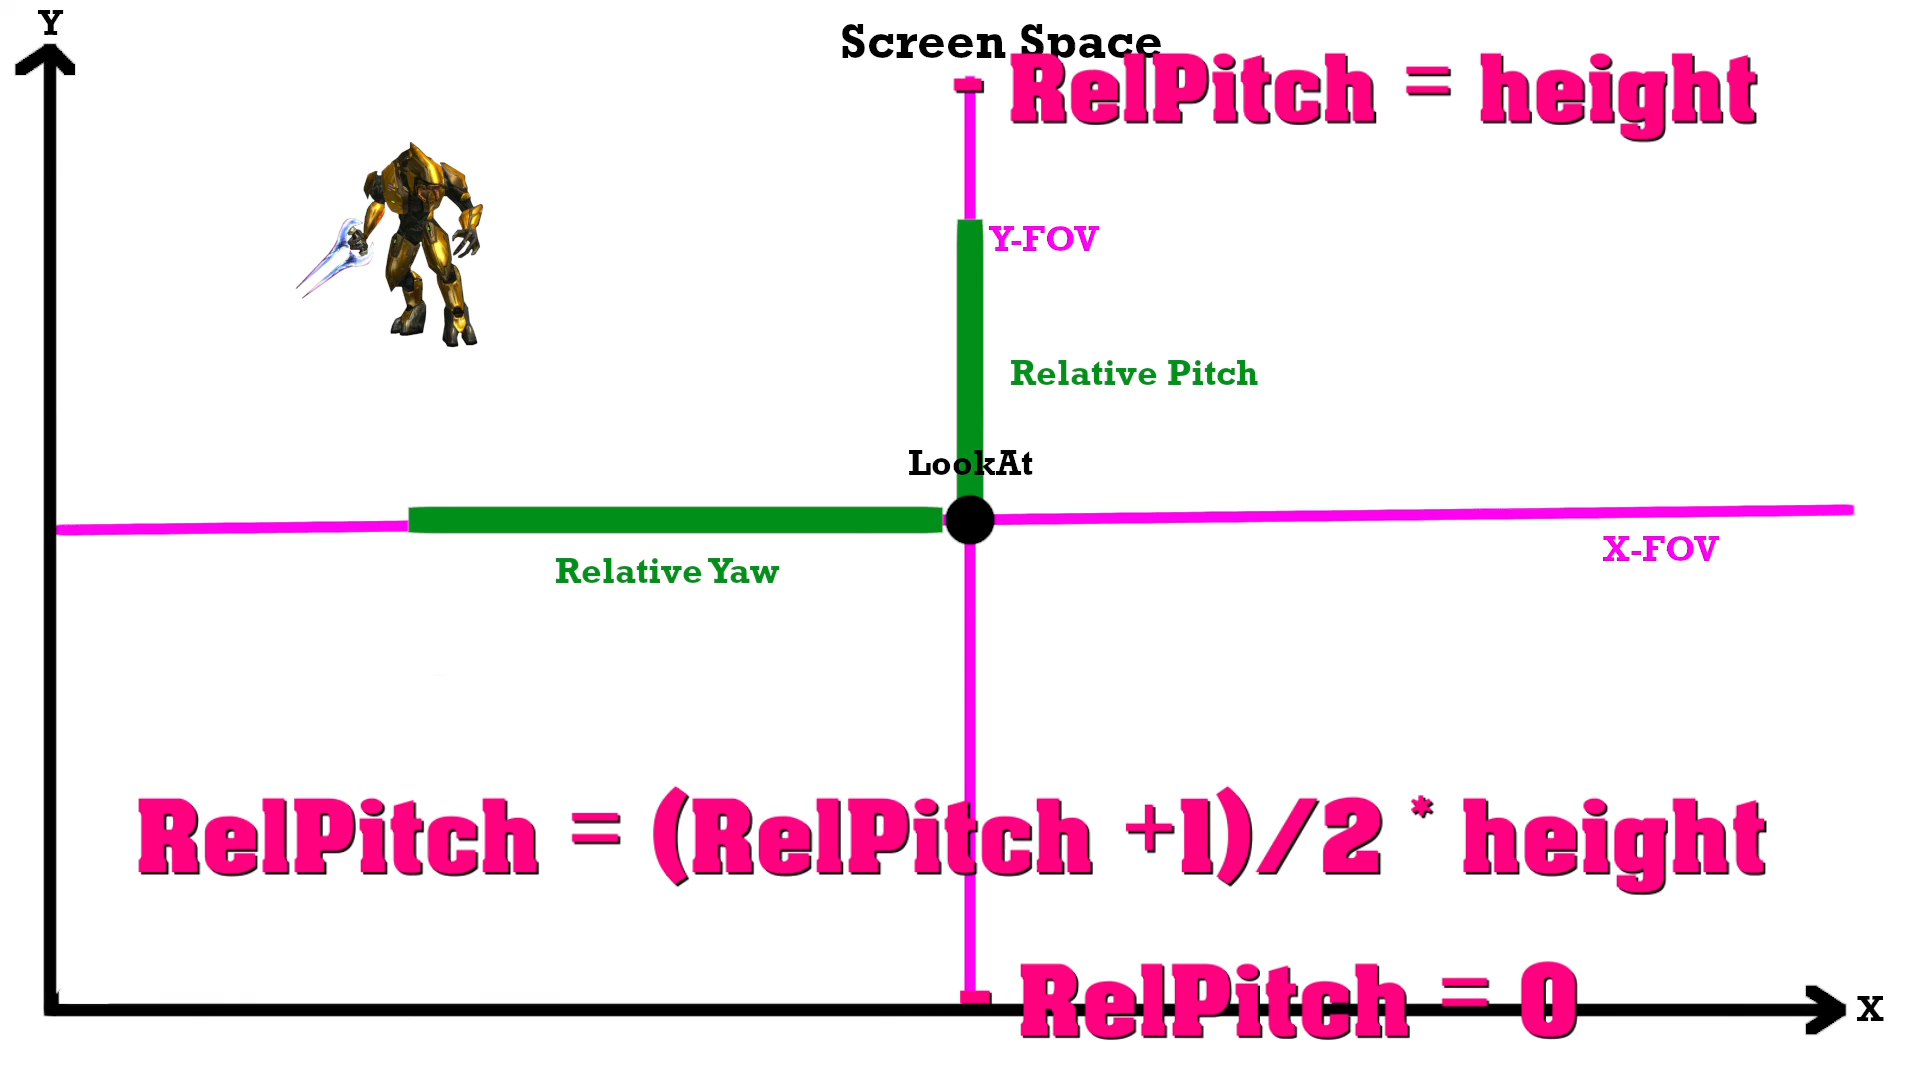 Y
Screen Space
RelPitch = height
Y-FOV
Relative Pitch
LookAt
X-FOV
Relative Yaw
RelPitch = (RelPitch +1)/2 * height
RelPitch = 0
X